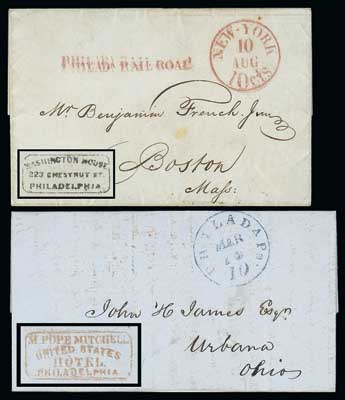 PHILAD'A. RAIL ROAD
NEW-YORK
10
AUG
10cts
Mr. Benjamin French, Junr
Boston
Mass:
WASHINGTON HOUSE
223 CHESTNUT ST.
PHILADELPHIA
PHILADA Pa.
MAR
10
John H James Esqr
Urbana
Ohio
M. POPE MITCHELL
UNITED STATES
HOTEL.
PHILADELPHIA